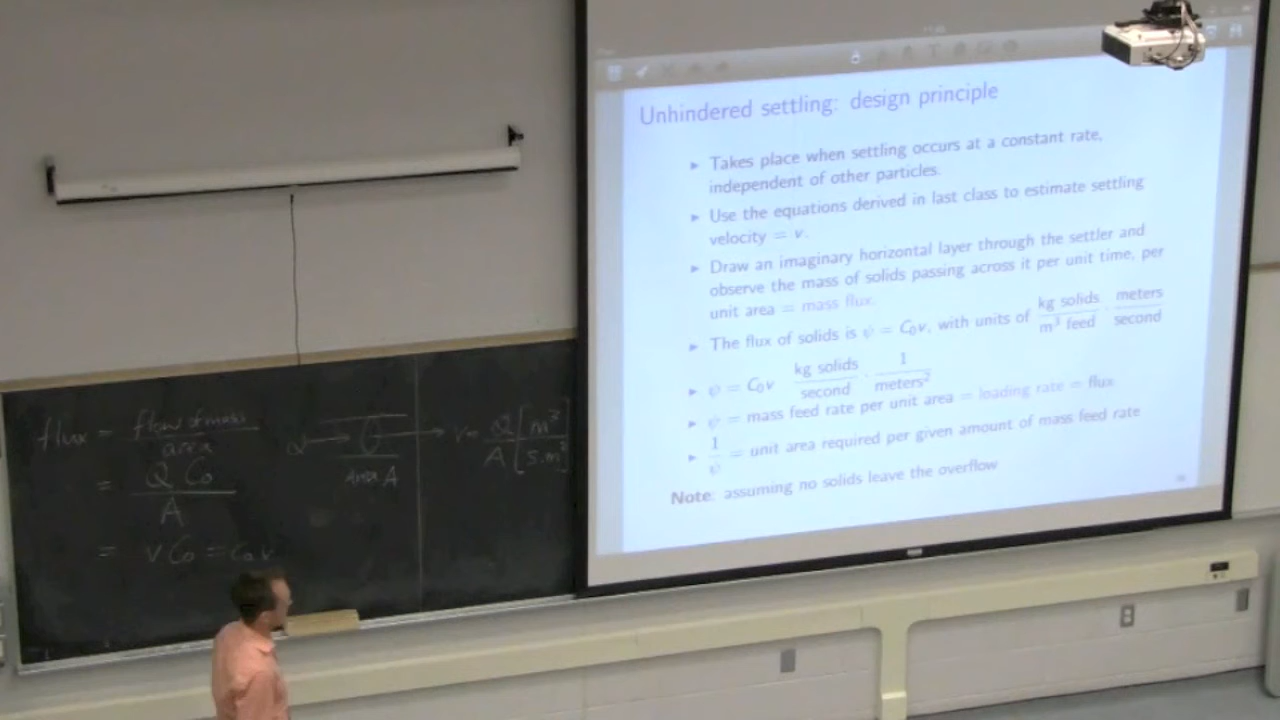 flux = flow of mass / area
= Q C₀ / A
= v C₀ = C₀ v
Q
Area A
v = Q / A [ m³ / s.m² ]
Unhindered settling: design principle
► Takes place when settling occurs at a constant rate,
independent of other particles.
► Use the equations derived in last class to estimate settling
velocity = v.
► Draw an imaginary horizontal layer through the settler and
observe the mass of solids passing across it per unit time, per
unit area = mass flux.
► The flux of solids is ψ = C₀v, with units of kg solids / m³ feed · meters / second
► ψ = C₀v kg solids / second · 1 / meters²
► ψ = mass feed rate per unit area = loading rate = flux
► 1 / ψ = unit area required per given amount of mass feed rate
Note: assuming no solids leave the overflow